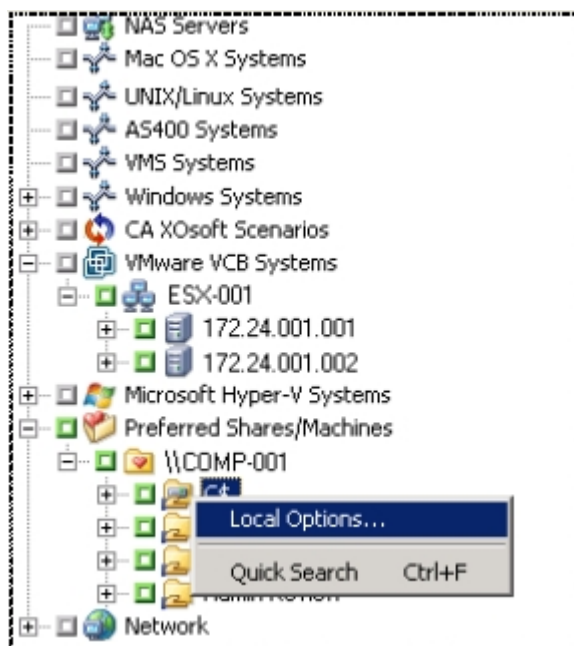 NAS Servers
Mac OS X Systems
UNIX/Linux Systems
AS400 Systems
VMS Systems
Windows Systems
CA XOsoft Scenarios
VMware VCB Systems
ESX-001
172.24.001.001
172.24.001.002
Microsoft Hyper-V Systems
Preferred Shares/Machines
\\COMP-001
C$
Local Options...
Quick Search Ctrl+F
Network